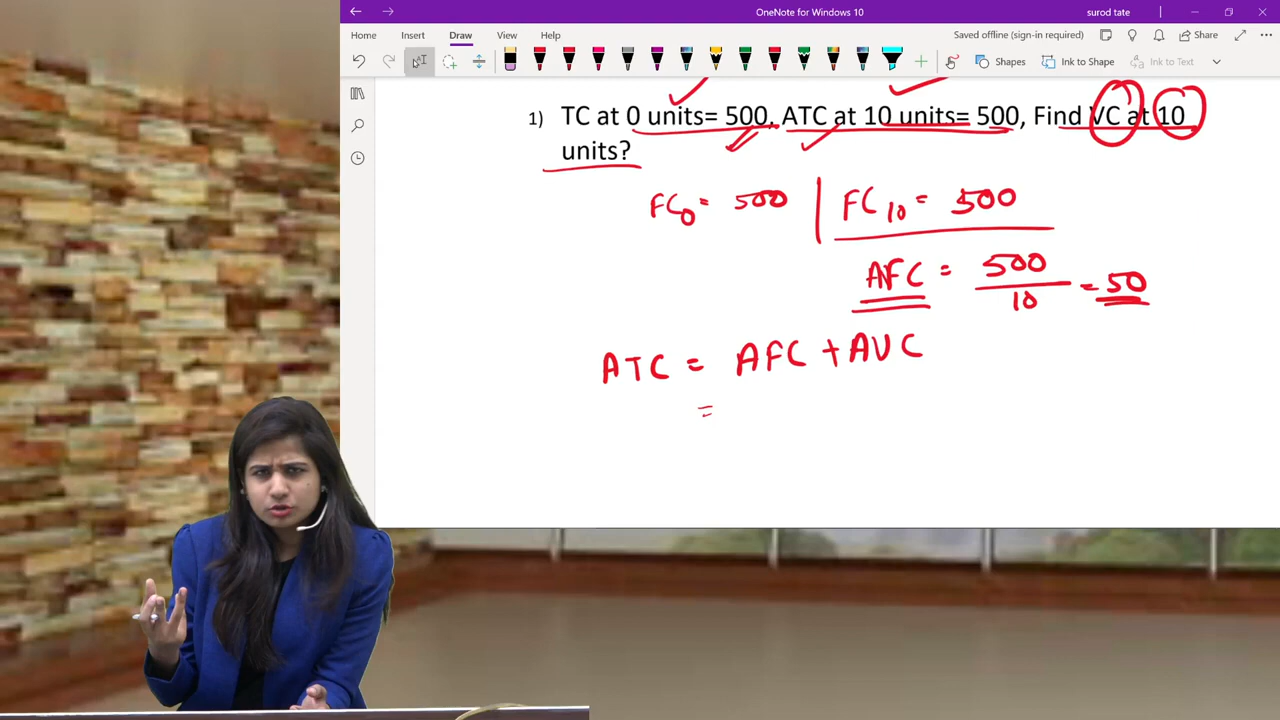 OneNote for Windows 10
surod tate
Home Insert Draw View Help
Saved offline (sign-in required)
Share
Shapes
Ink to Shape
Ink to Text
1) TC at 0 units= 500, ATC at 10 units= 500, Find VC at 10
units?
FC0 = 500 | FC10 = 500
AFC = 500/10 = 50
ATC = AFC + AVC
=